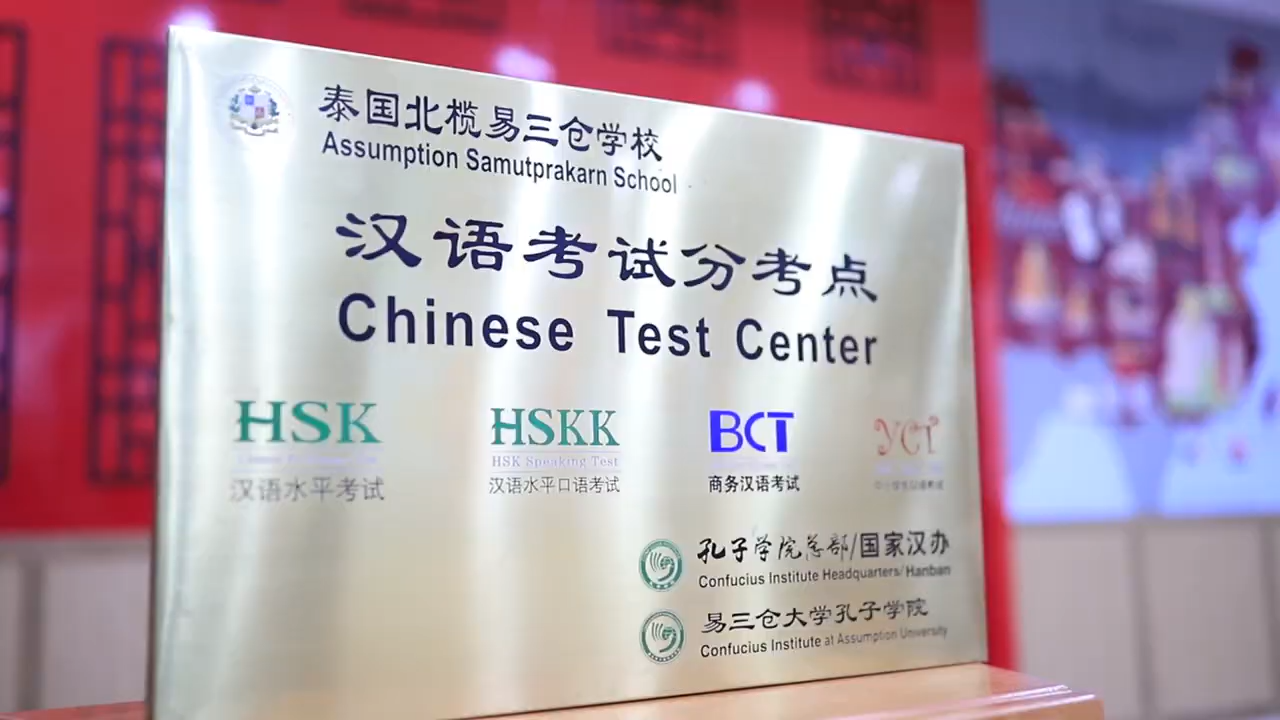 泰国北榄易三仓学校
Assumption Samutprakarn School
汉语考试分考点
Chinese Test Center
HSK
汉语水平考试
HSKK
HSK Speaking Test
汉语水平口语考试
BCT
商务汉语考试
YCT
孔子学院总部/国家汉办
Confucius Institute Headquarters/Hanban
易三仓大学孔子学院
Confucius Institute at Assumption University